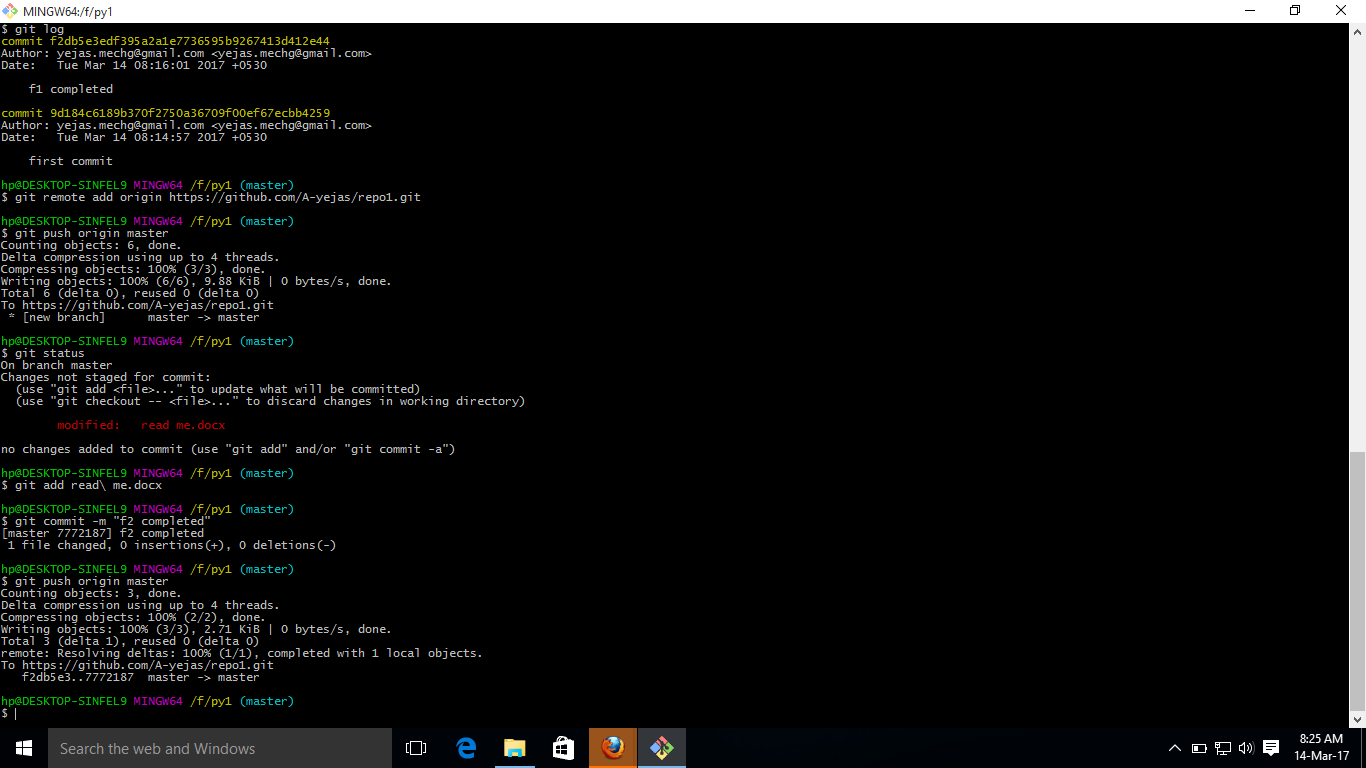 MINGW64:/f/py1
$ git log
commit f2db5e3edf395a2a1e7736595b9267413d412e44
Author: yejas.mechg@gmail.com <yejas.mechg@gmail.com>
Date:   Tue Mar 14 08:16:01 2017 +0530
    f1 completed
commit 9d184c6189b370f2750a36709f00ef67ecbb4259
Author: yejas.mechg@gmail.com <yejas.mechg@gmail.com>
Date:   Tue Mar 14 08:14:57 2017 +0530
    first commit
hp@DESKTOP-SINFEL9 MINGW64 /f/py1 (master)
$ git remote add origin https://github.com/A-yejas/repo1.git
hp@DESKTOP-SINFEL9 MINGW64 /f/py1 (master)
$ git push origin master
Counting objects: 6, done.
Delta compression using up to 4 threads.
Compressing objects: 100% (3/3), done.
Writing objects: 100% (6/6), 9.88 KiB | 0 bytes/s, done.
Total 6 (delta 0), reused 0 (delta 0)
To https://github.com/A-yejas/repo1.git
 * [new branch]      master -> master
hp@DESKTOP-SINFEL9 MINGW64 /f/py1 (master)
$ git status
On branch master
Changes not staged for commit:
  (use "git add <file>..." to update what will be committed)
  (use "git checkout -- <file>..." to discard changes in working directory)
        modified:   read me.docx
no changes added to commit (use "git add" and/or "git commit -a")
hp@DESKTOP-SINFEL9 MINGW64 /f/py1 (master)
$ git add read\ me.docx
hp@DESKTOP-SINFEL9 MINGW64 /f/py1 (master)
$ git commit -m "f2 completed"
[master 7772187] f2 completed
 1 file changed, 0 insertions(+), 0 deletions(-)
hp@DESKTOP-SINFEL9 MINGW64 /f/py1 (master)
$ git push origin master
Counting objects: 3, done.
Delta compression using up to 4 threads.
Compressing objects: 100% (2/2), done.
Writing objects: 100% (3/3), 2.71 KiB | 0 bytes/s, done.
Total 3 (delta 1), reused 0 (delta 0)
remote: Resolving deltas: 100% (1/1), completed with 1 local objects.
To https://github.com/A-yejas/repo1.git
   f2db5e3..7772187  master -> master
hp@DESKTOP-SINFEL9 MINGW64 /f/py1 (master)
$
Search the web and Windows
8:25 AM
14-Mar-17